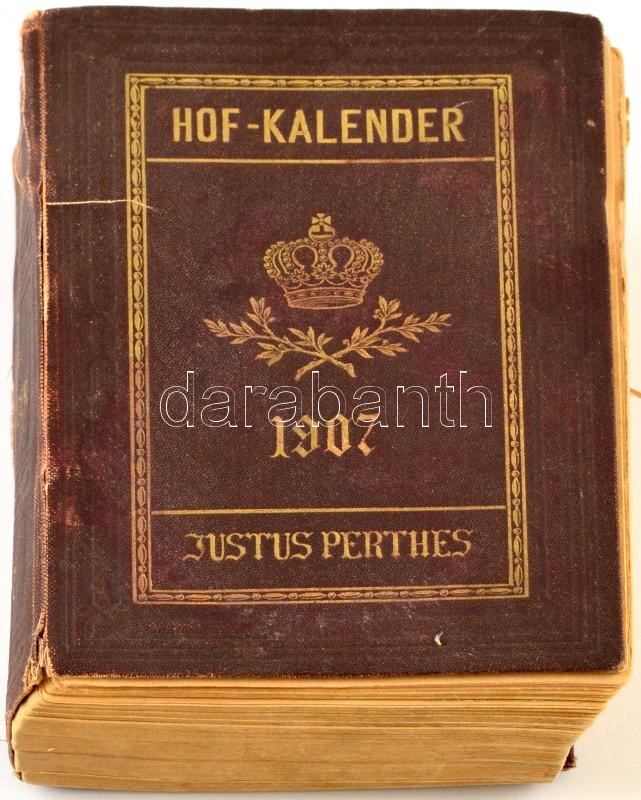 HOF-KALENDER
darabanth
1907
JUSTUS PERTHES